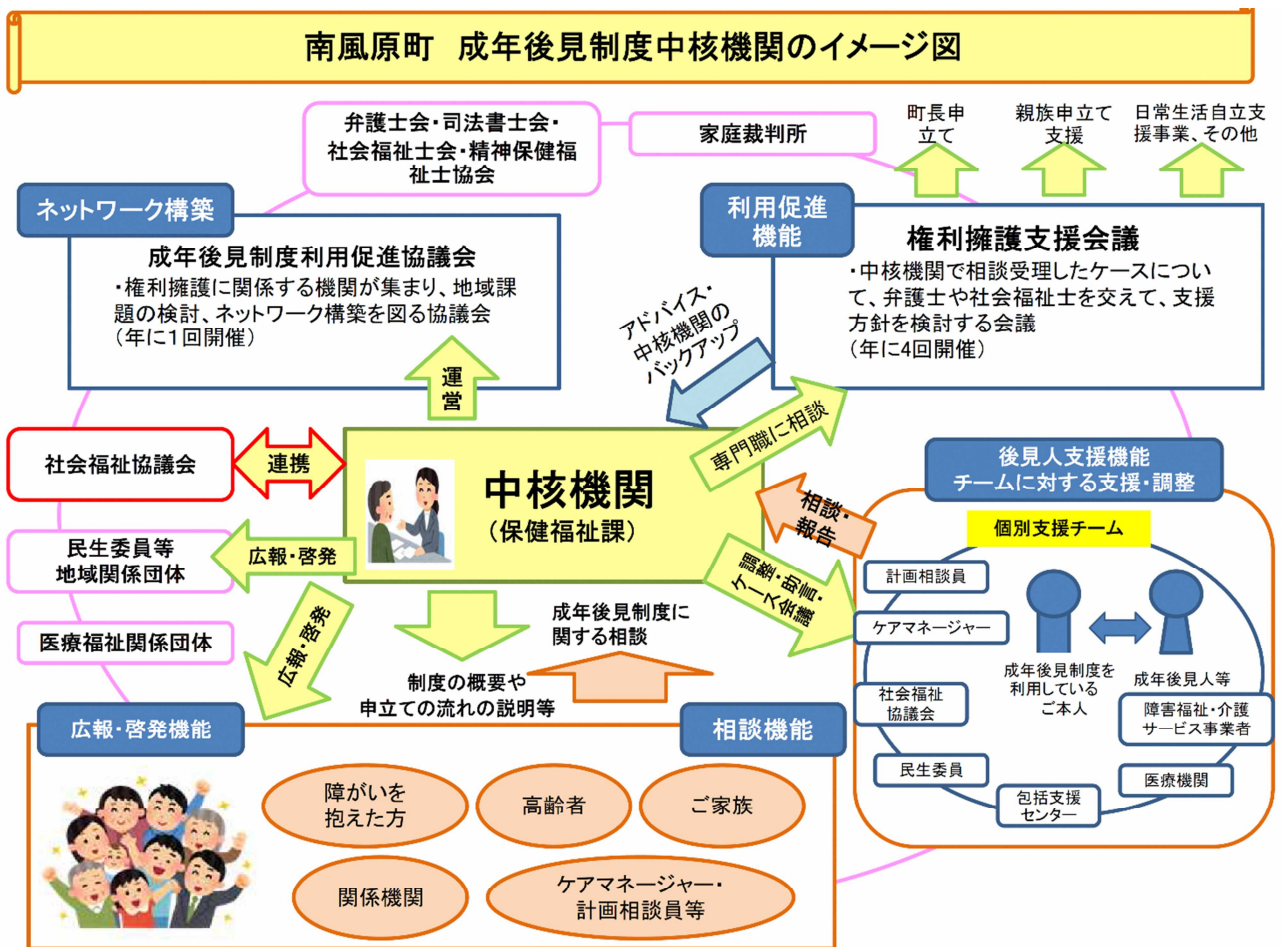 南風原町 成年後見制度中核機関のイメージ図
弁護士会・司法書士会・
社会福祉士会・精神保健福
祉士協会
家庭裁判所
町長申
立て
親族申立て
支援
日常生活自立支
援事業、その他
ネットワーク構築
成年後見制度利用促進協議会
・権利擁護に関係する機関が集まり、地域課
題の検討、ネットワーク構築を図る協議会
(年に1回開催)
運
営
利用促進
機能
権利擁護支援会議
・中核機関で相談受理したケースについ
て、弁護士や社会福祉士を交えて、支援
方針を検討する会議
(年に4回開催)
アドバイス・
中核機関の
バックアップ
専門職に相談
社会福祉協議会
連携
中核機関
(保健福祉課)
相談・
報告
調整・助言・
ケース会議
民生委員等
地域関係団体
広報・啓発
医療福祉関係団体
広報・啓発
成年後見制度に
関する相談
制度の概要や
申立ての流れの説明等
後見人支援機能
チームに対する支援・調整
個別支援チーム
計画相談員
ケアマネージャー
社会福祉
協議会
民生委員
包括支援
センター
医療機関
障害福祉・介護
サービス事業者
成年後見制度を
利用している
ご本人
成年後見人等
広報・啓発機能
相談機能
障がいを
抱えた方
高齢者
ご家族
関係機関
ケアマネージャー・
計画相談員等